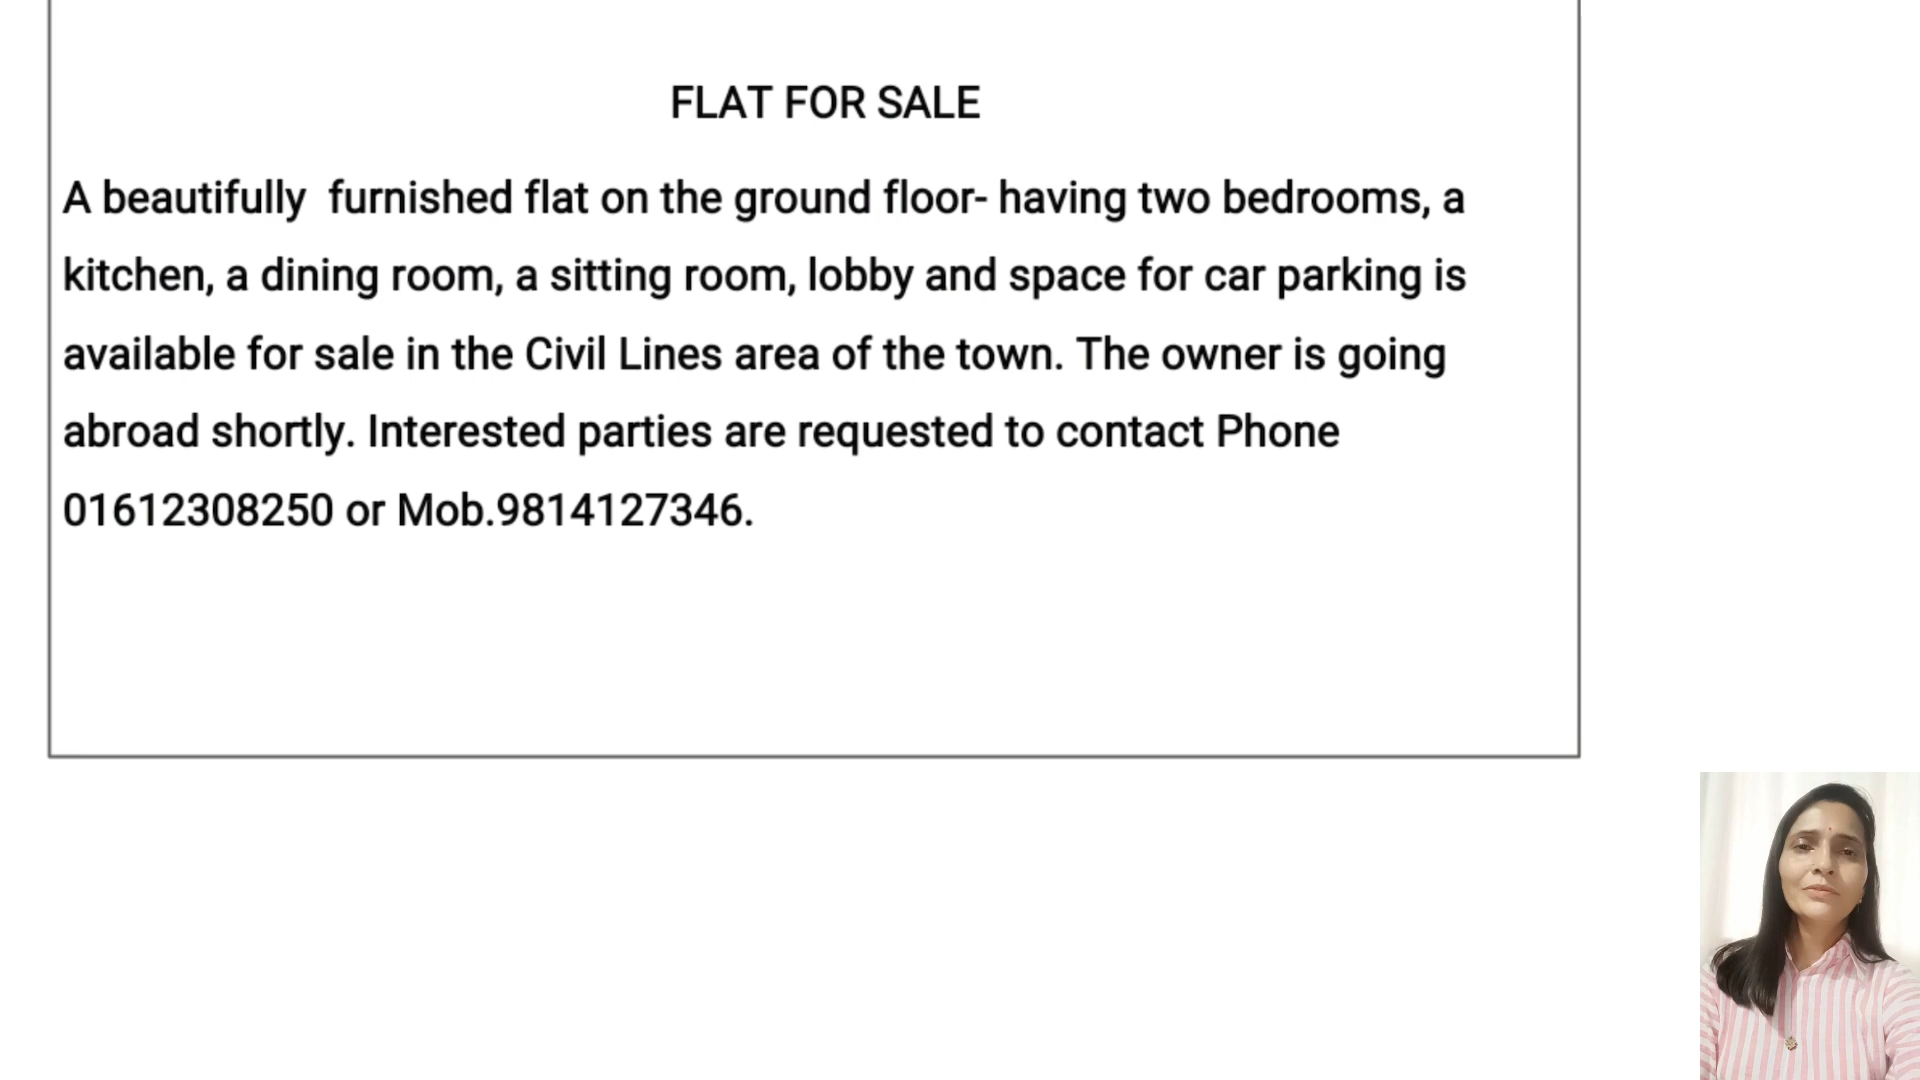 FLAT FOR SALE
A beautifully  furnished flat on the ground floor- having two bedrooms, a
kitchen, a dining room, a sitting room, lobby and space for car parking is
available for sale in the Civil Lines area of the town. The owner is going
abroad shortly. Interested parties are requested to contact Phone
01612308250 or Mob.9814127346.